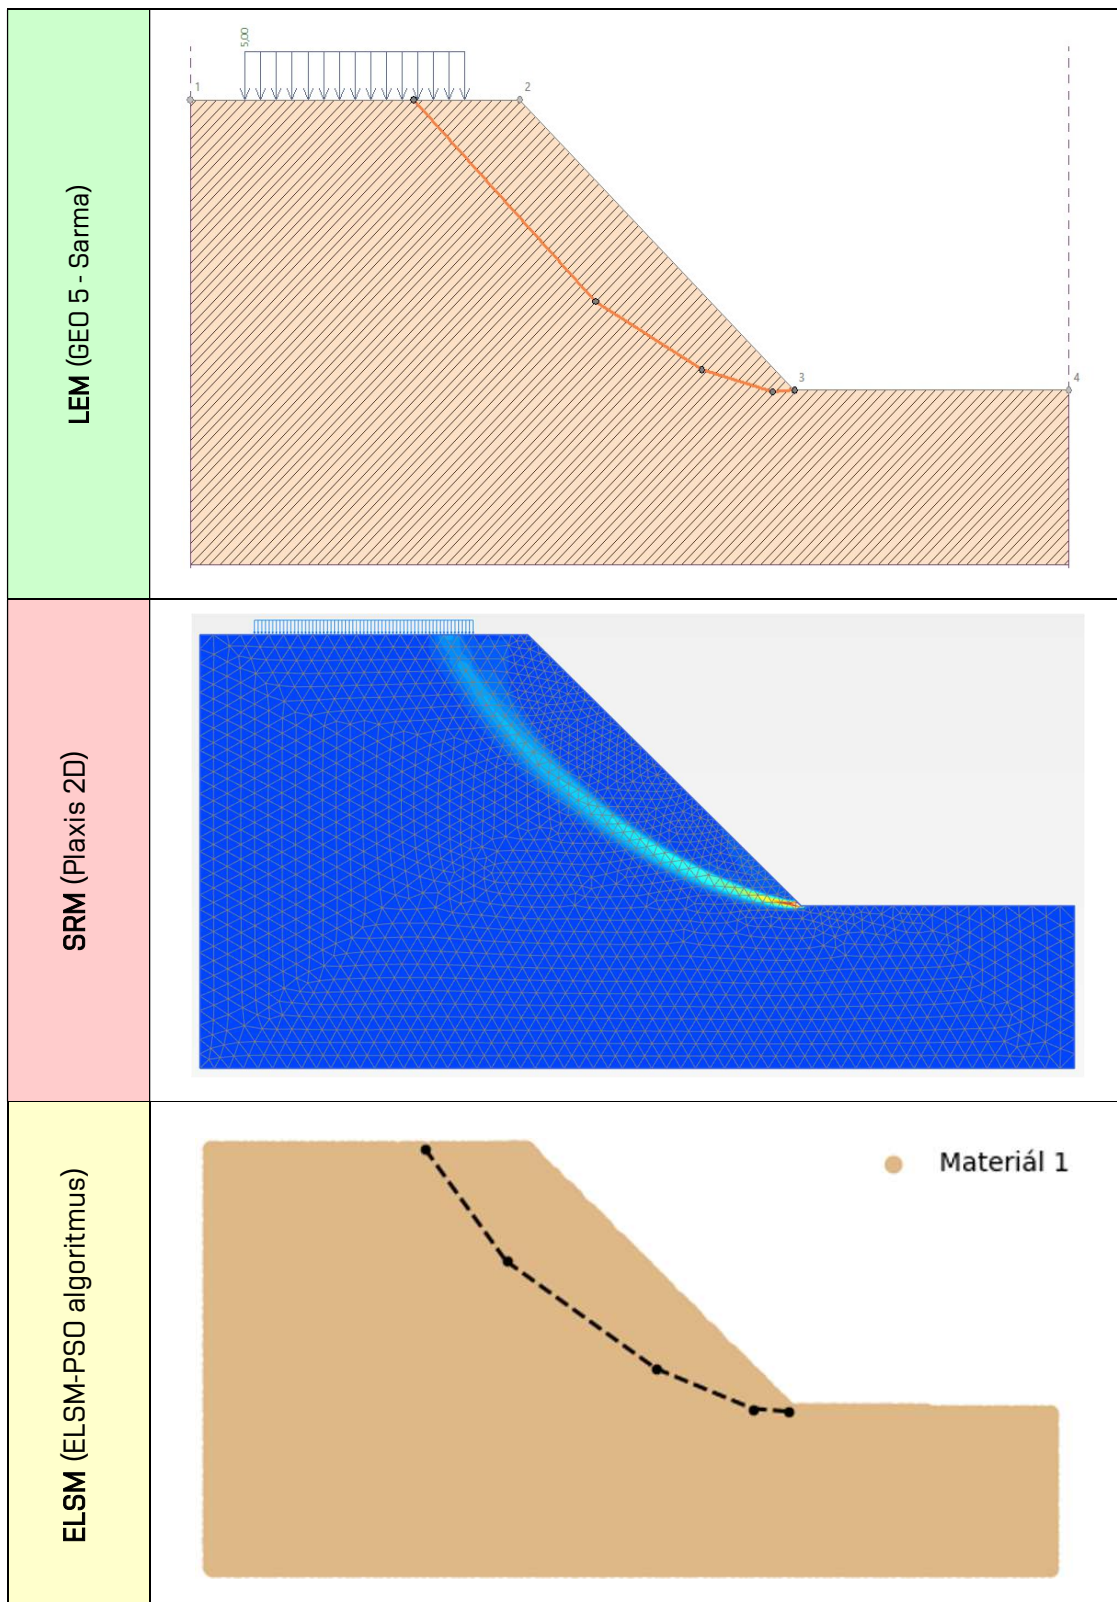 LEM (GEO 5 - Sarma)
5,00
1
2
3
4
SRM (Plaxis 2D)
ELSM (ELSM-PSO algoritmus)
Materiál 1